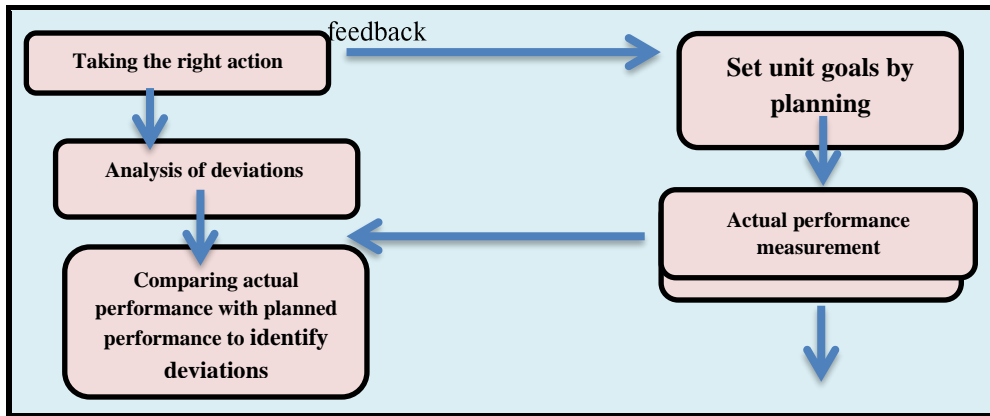 feedback
Taking the right action
Set unit goals by
planning
Analysis of deviations
Actual performance
measurement
Comparing actual
performance with planned
performance to identify
deviations